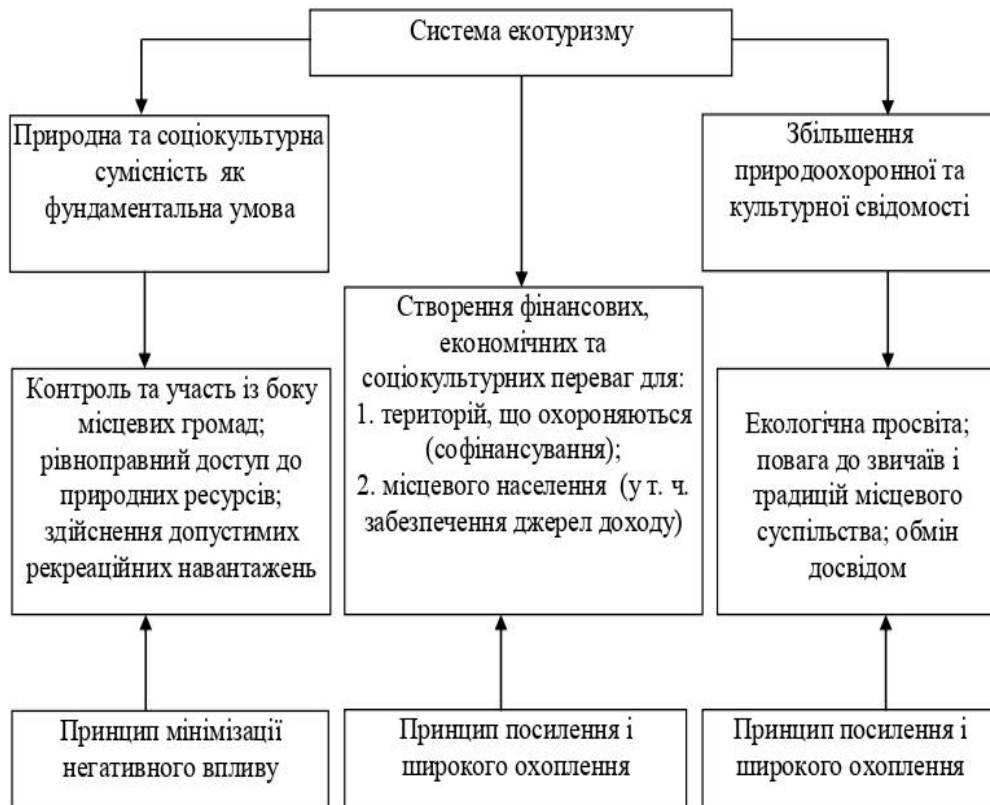 Система екотуризму
Природна та соціокультурна
сумісність як
фундаментальна умова
Збільшення
природоохоронної та
культурної свідомості
Створення фінансових,
економічних та
соціокультурних переваг для:
1. територій, що охороняються
(софінансування);
2. місцевого населення (у т. ч.
забезпечення джерел доходу)
Контроль та участь із боку
місцевих громад;
рівноправний доступ до
природних ресурсів;
здійснення допустимих
рекреаційних навантажень
Екологічна просвіта;
повага до звичаїв і
традицій місцевого
суспільства; обмін
досвідом
Принцип мінімізації
негативного впливу
Принцип посилення і
широкого охоплення
Принцип посилення і
широкого охоплення